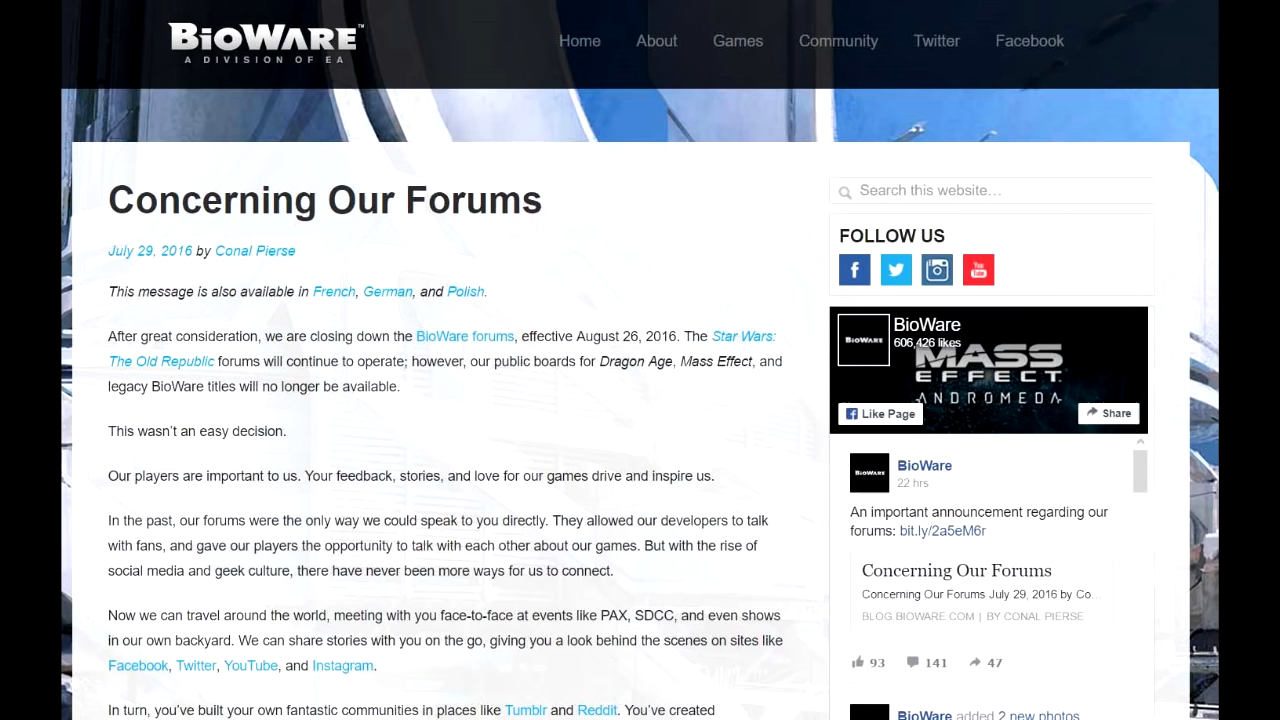 BIOWARE™
A DIVISION OF EA
Home About Games Community Twitter Facebook
Concerning Our Forums
July 29, 2016 by Conal Pierse
This message is also available in French, German, and Polish.
After great consideration, we are closing down the BioWare forums, effective August 26, 2016. The Star Wars:
The Old Republic forums will continue to operate; however, our public boards for Dragon Age, Mass Effect, and
legacy BioWare titles will no longer be available.
This wasn’t an easy decision.
Our players are important to us. Your feedback, stories, and love for our games drive and inspire us.
In the past, our forums were the only way we could speak to you directly. They allowed our developers to talk
with fans, and gave our players the opportunity to talk with each other about our games. But with the rise of
social media and geek culture, there have never been more ways for us to connect.
Now we can travel around the world, meeting with you face-to-face at events like PAX, SDCC, and even shows
in our own backyard. We can share stories with you on the go, giving you a look behind the scenes on sites like
Facebook, Twitter, YouTube, and Instagram.
In turn, you’ve built your own fantastic communities in places like Tumblr and Reddit. You’ve created
Search this website…
FOLLOW US
You
Tube
BIOWARE
BioWare
606,426 likes
MASS
EFFECT
ANDROMEDA
Like Page
Share
BIOWARE
BioWare
22 hrs
An important announcement regarding our
forums: bit.ly/2a5eM6r
Concerning Our Forums
Concerning Our Forums July 29, 2016 by Co...
BLOG.BIOWARE.COM | BY CONAL PIERSE
93 141 47
BioWare added 2 new photos.